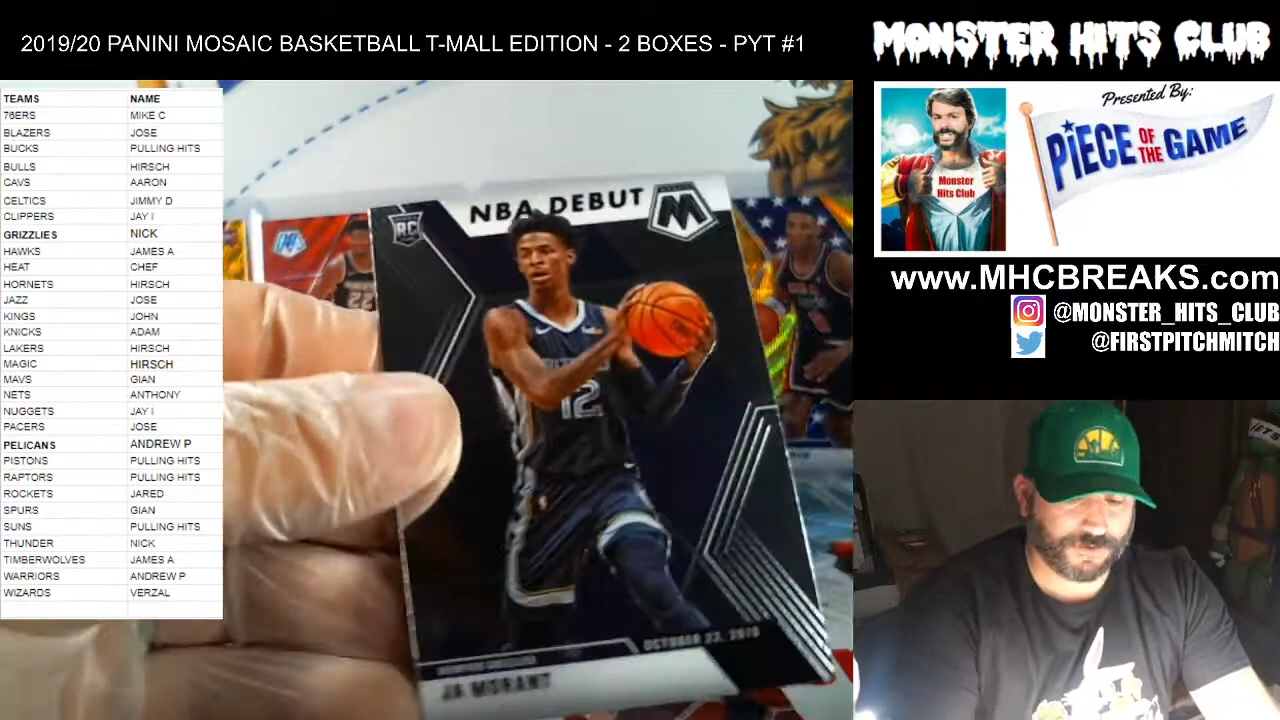 2019/20 PANINI MOSAIC BASKETBALL T-MALL EDITION - 2 BOXES - PYT #1
MONSTER HITS CLUB
Presented By:
PIECE OF THE GAME
Monster
Hits Club
www.MHCBREAKS.com
@MONSTER_HITS_CLUB
@FIRSTPITCHMITCH
TEAMS NAME
76ERS MIKE C
BLAZERS JOSE
BUCKS PULLING HITS
BULLS HIRSCH
CAVS AARON
CELTICS JIMMY D
CLIPPERS JAY I
GRIZZLIES NICK
HAWKS JAMES A
HEAT CHEF
HORNETS HIRSCH
JAZZ JOSE
KINGS JOHN
KNICKS ADAM
LAKERS HIRSCH
MAGIC HIRSCH
MAVS GIAN
NETS ANTHONY
NUGGETS JAY I
PACERS JOSE
PELICANS ANDREW P
PISTONS PULLING HITS
RAPTORS PULLING HITS
ROCKETS JARED
SPURS GIAN
SUNS PULLING HITS
THUNDER NICK
TIMBERWOLVES JAMES A
WARRIORS ANDREW P
WIZARDS VERZAL
NBA DEBUT
RC
M
12
22
OCTOBER 23, 2019
JA MORANT